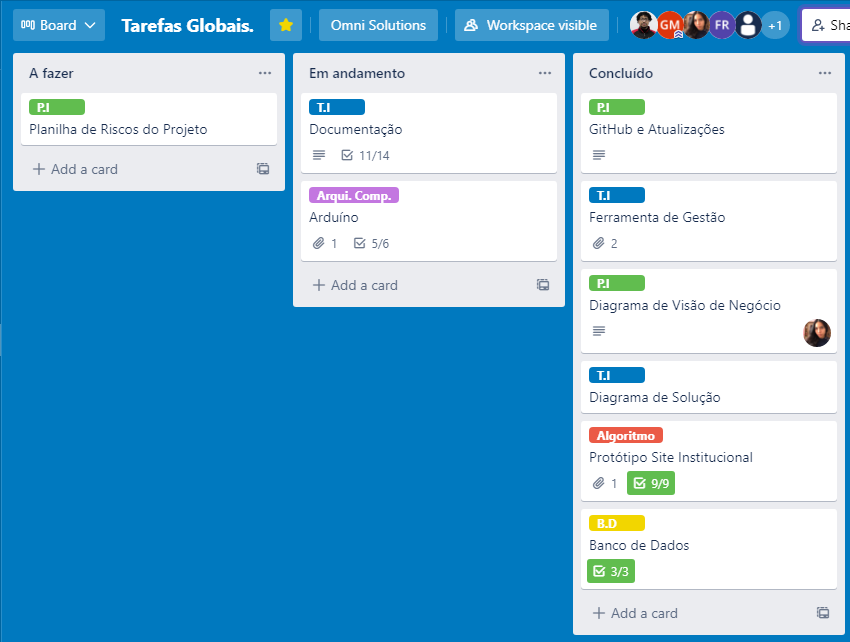 Board
Tarefas Globais.
Omni Solutions
Workspace visible
GM
FR
+1
Sha
A fazer
P.I
Planilha de Riscos do Projeto
Add a card
Em andamento
T.I
Documentação
11/14
Arqui. Comp.
Arduíno
1 5/6
Add a card
Concluído
P.I
GitHub e Atualizações
T.I
Ferramenta de Gestão
2
P.I
Diagrama de Visão de Negócio
T.I
Diagrama de Solução
Algoritmo
Protótipo Site Institucional
1 9/9
B.D
Banco de Dados
3/3
Add a card